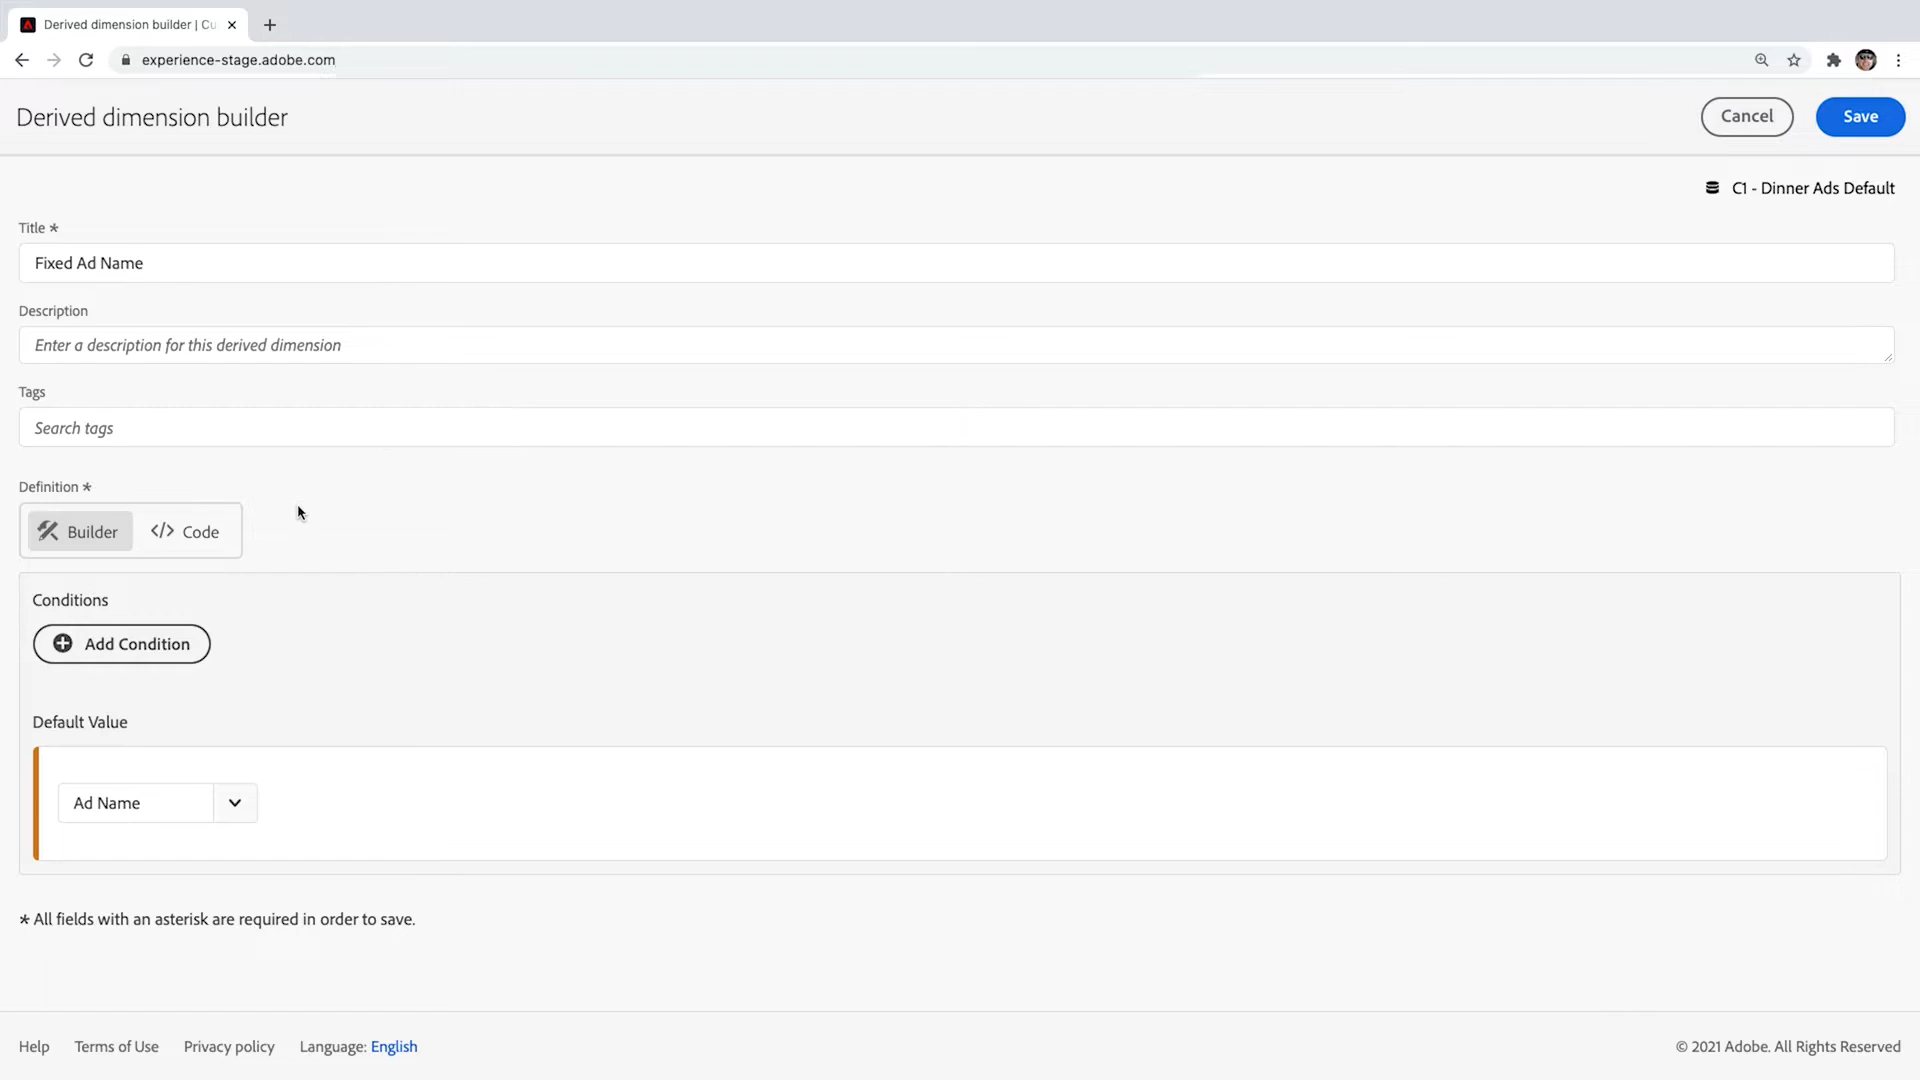 Derived dimension builder | Cu
experience-stage.adobe.com
Derived dimension builder
Cancel
Save
C1 - Dinner Ads Default
Title *
Fixed Ad Name
Description
Enter a description for this derived dimension
Tags
Search tags
Definition *
Builder
</> Code
Conditions
Add Condition
Default Value
Ad Name
* All fields with an asterisk are required in order to save.
Help Terms of Use Privacy policy Language: English
© 2021 Adobe. All Rights Reserved